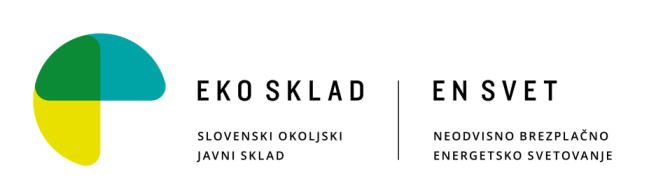 EKO SKLAD
SLOVENSKI OKOLJSKI
JAVNI SKLAD
EN SVET
NEODVISNO BREZPLAČNO
ENERGETSKO SVETOVANJE